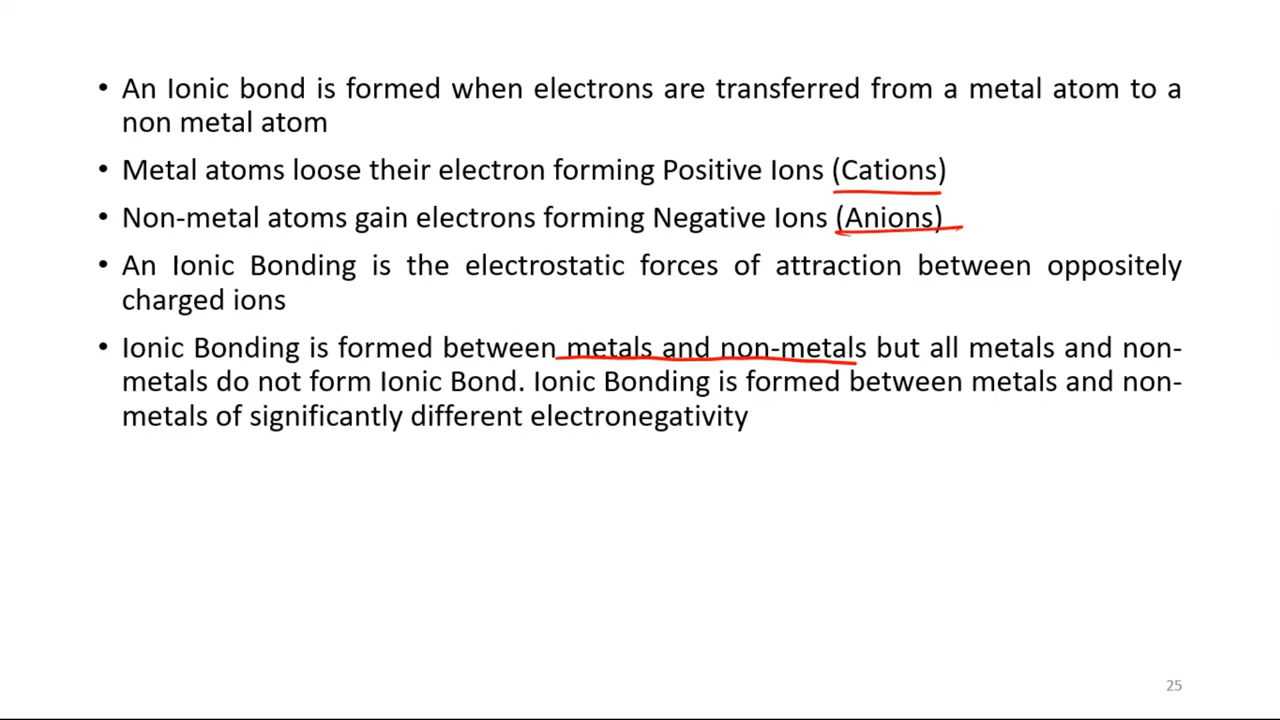 • An Ionic bond is formed when electrons are transferred from a metal atom to a
non metal atom
• Metal atoms loose their electron forming Positive Ions (Cations)
• Non-metal atoms gain electrons forming Negative Ions (Anions)
• An Ionic Bonding is the electrostatic forces of attraction between oppositely
charged ions
• Ionic Bonding is formed between metals and non-metals but all metals and non-
metals do not form Ionic Bond. Ionic Bonding is formed between metals and non-
metals of significantly different electronegativity
25